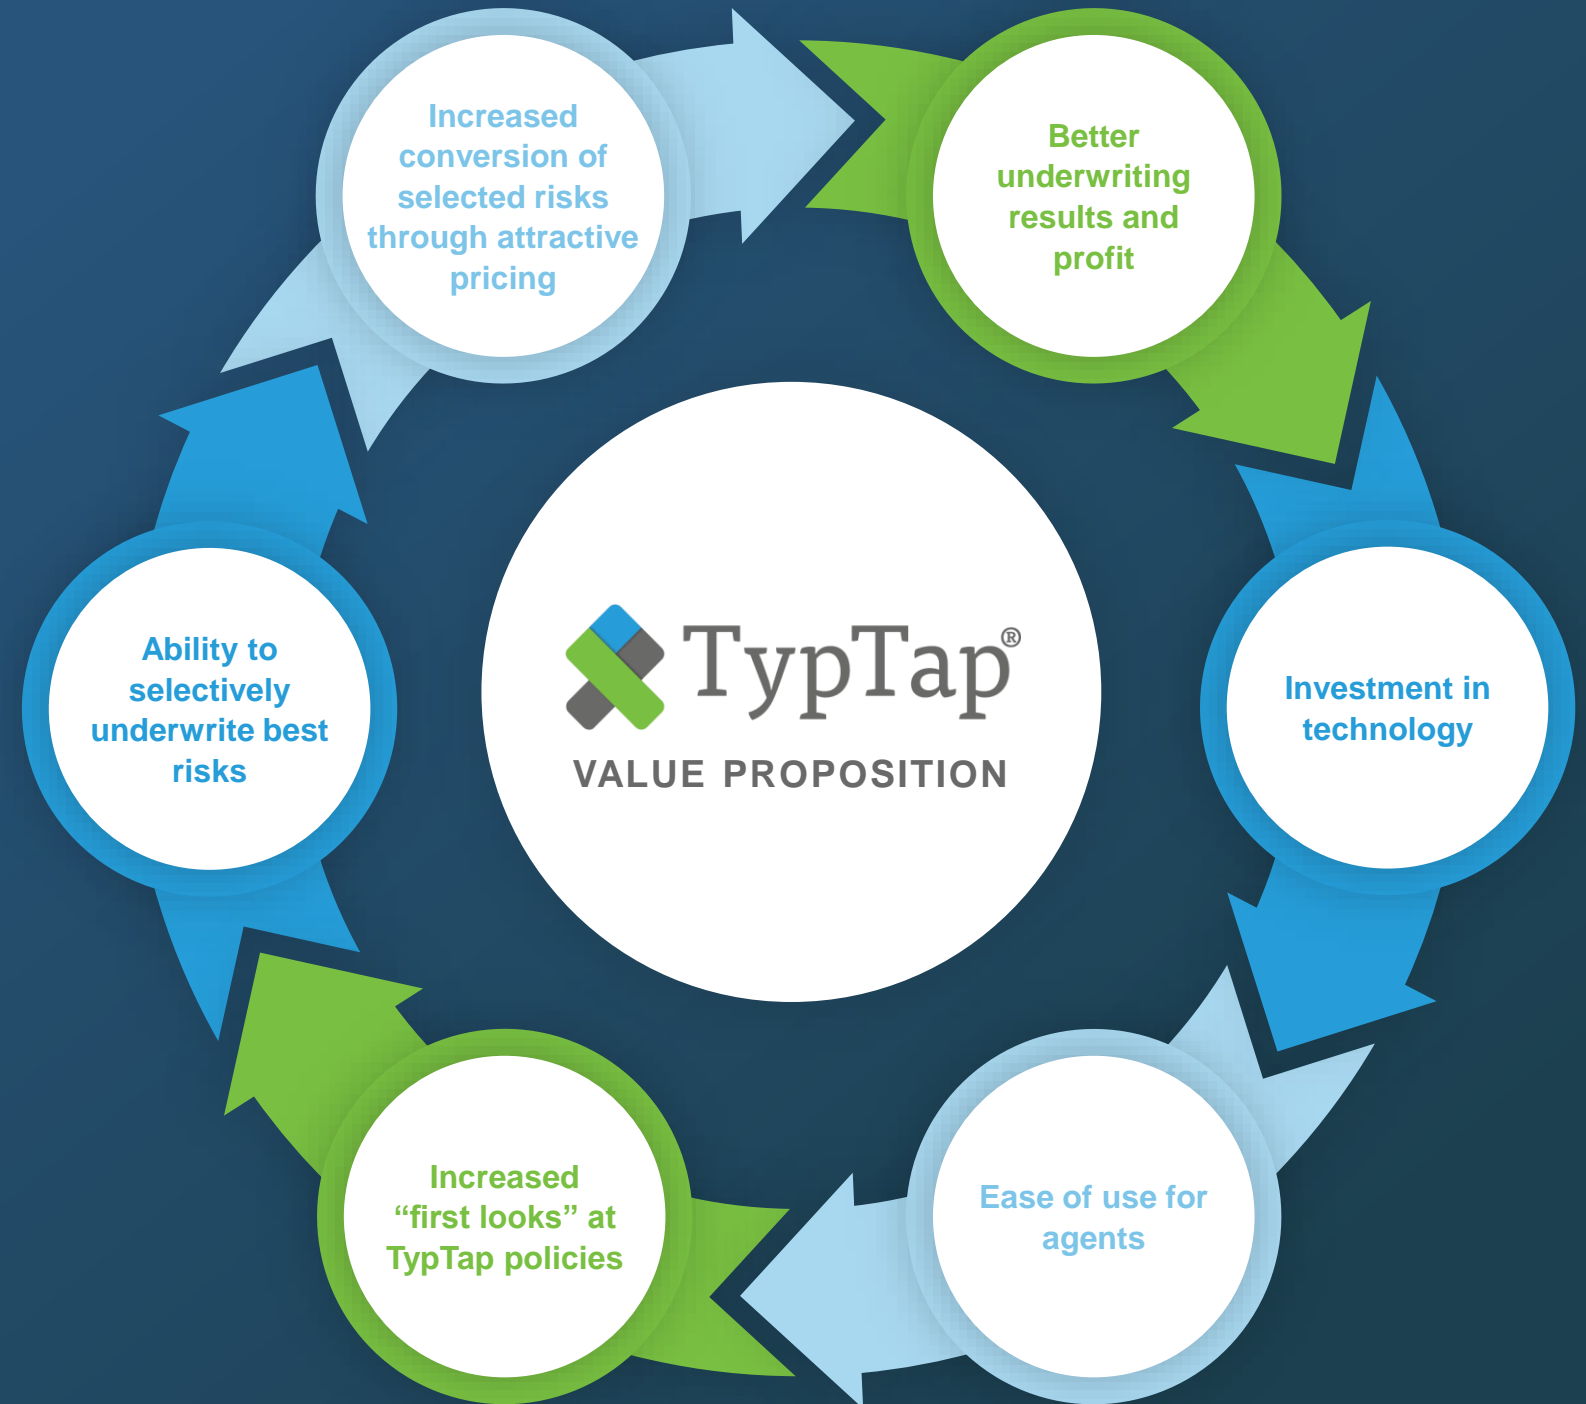 Increased
conversion of
selected risks
through attractive
pricing
Better
underwriting
results and
profit
Investment in
technology
Ease of use for
agents
Increased
“first looks” at
TypTap policies
Ability to
selectively
underwrite best
risks
TypTap®
VALUE PROPOSITION